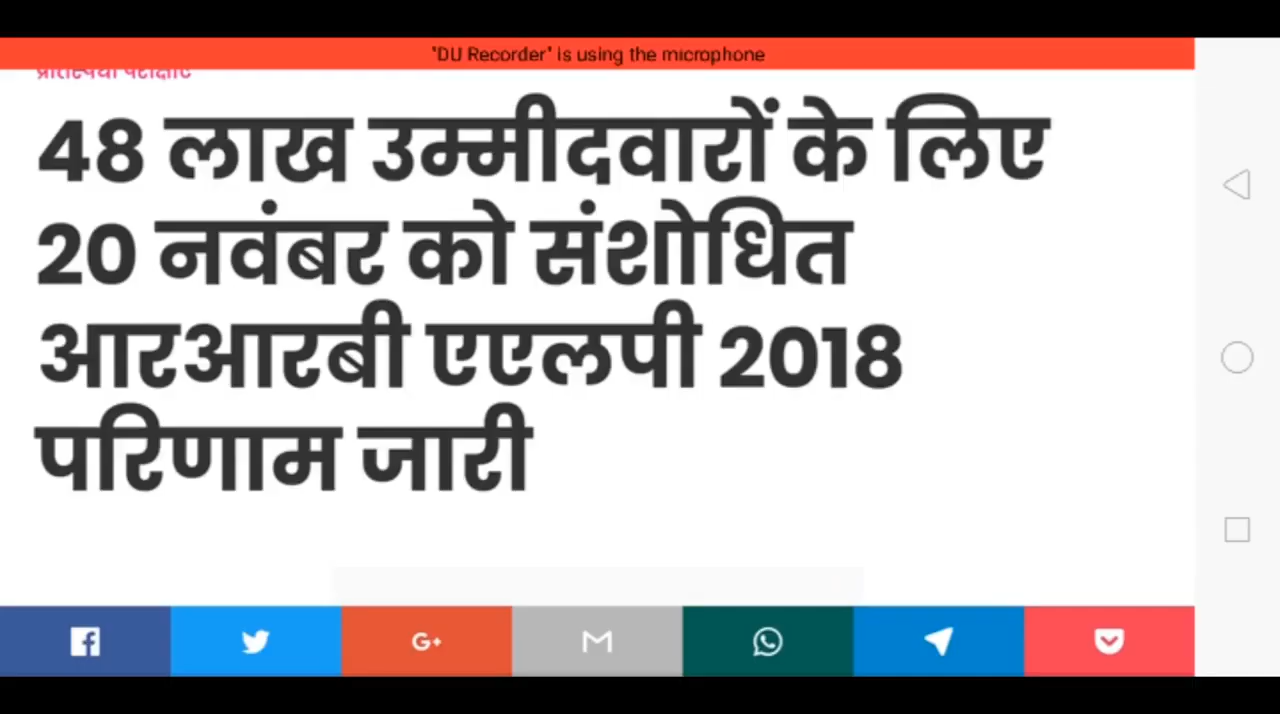 "DU Recorder" is using the microphone
48 लाख उम्मीदवारों के लिए
20 नवंबर को संशोधित
आरआरबी एएलपी 2018
परिणाम जारी
G+